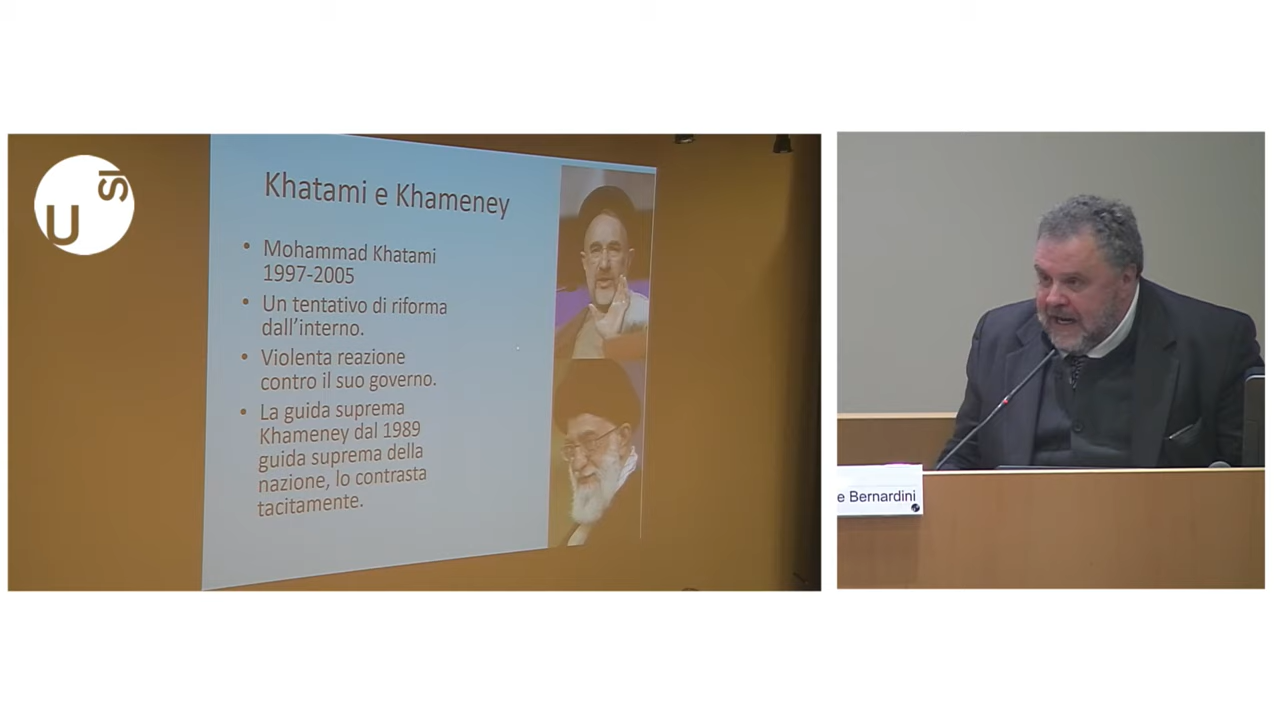 U
SI
Khatami e Khameney
• Mohammad Khatami
1997-2005
• Un tentativo di riforma
dall'interno.
• Violenta reazione
contro il suo governo.
• La guida suprema
Khameney dal 1989
guida suprema della
nazione, lo contrasta
tacitamente.
e Bernardini